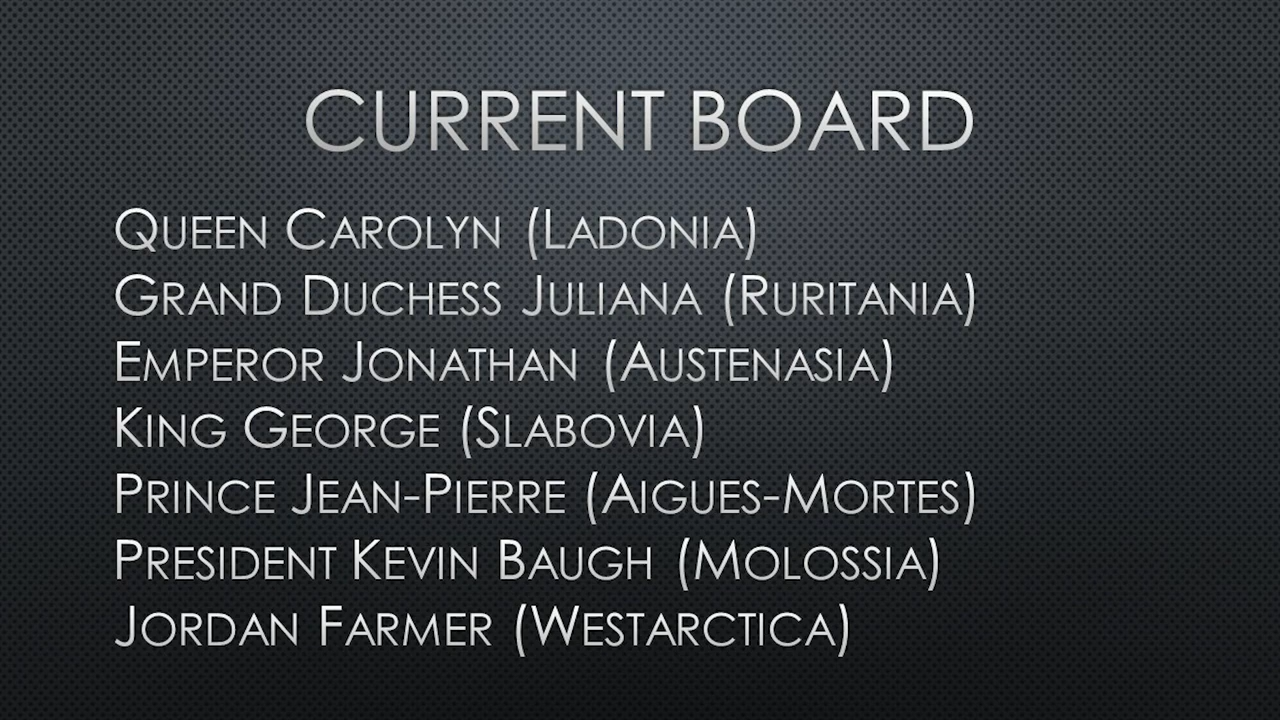 CURRENT BOARD
QUEEN CAROLYN (LADONIA)
GRAND DUCHESS JULIANA (RURITANIA)
EMPEROR JONATHAN (AUSTENASIA)
KING GEORGE (SLABOVIA)
PRINCE JEAN-PIERRE (AIGUES-MORTES)
PRESIDENT KEVIN BAUGH (MOLOSSIA)
JORDAN FARMER (WESTARCTICA)